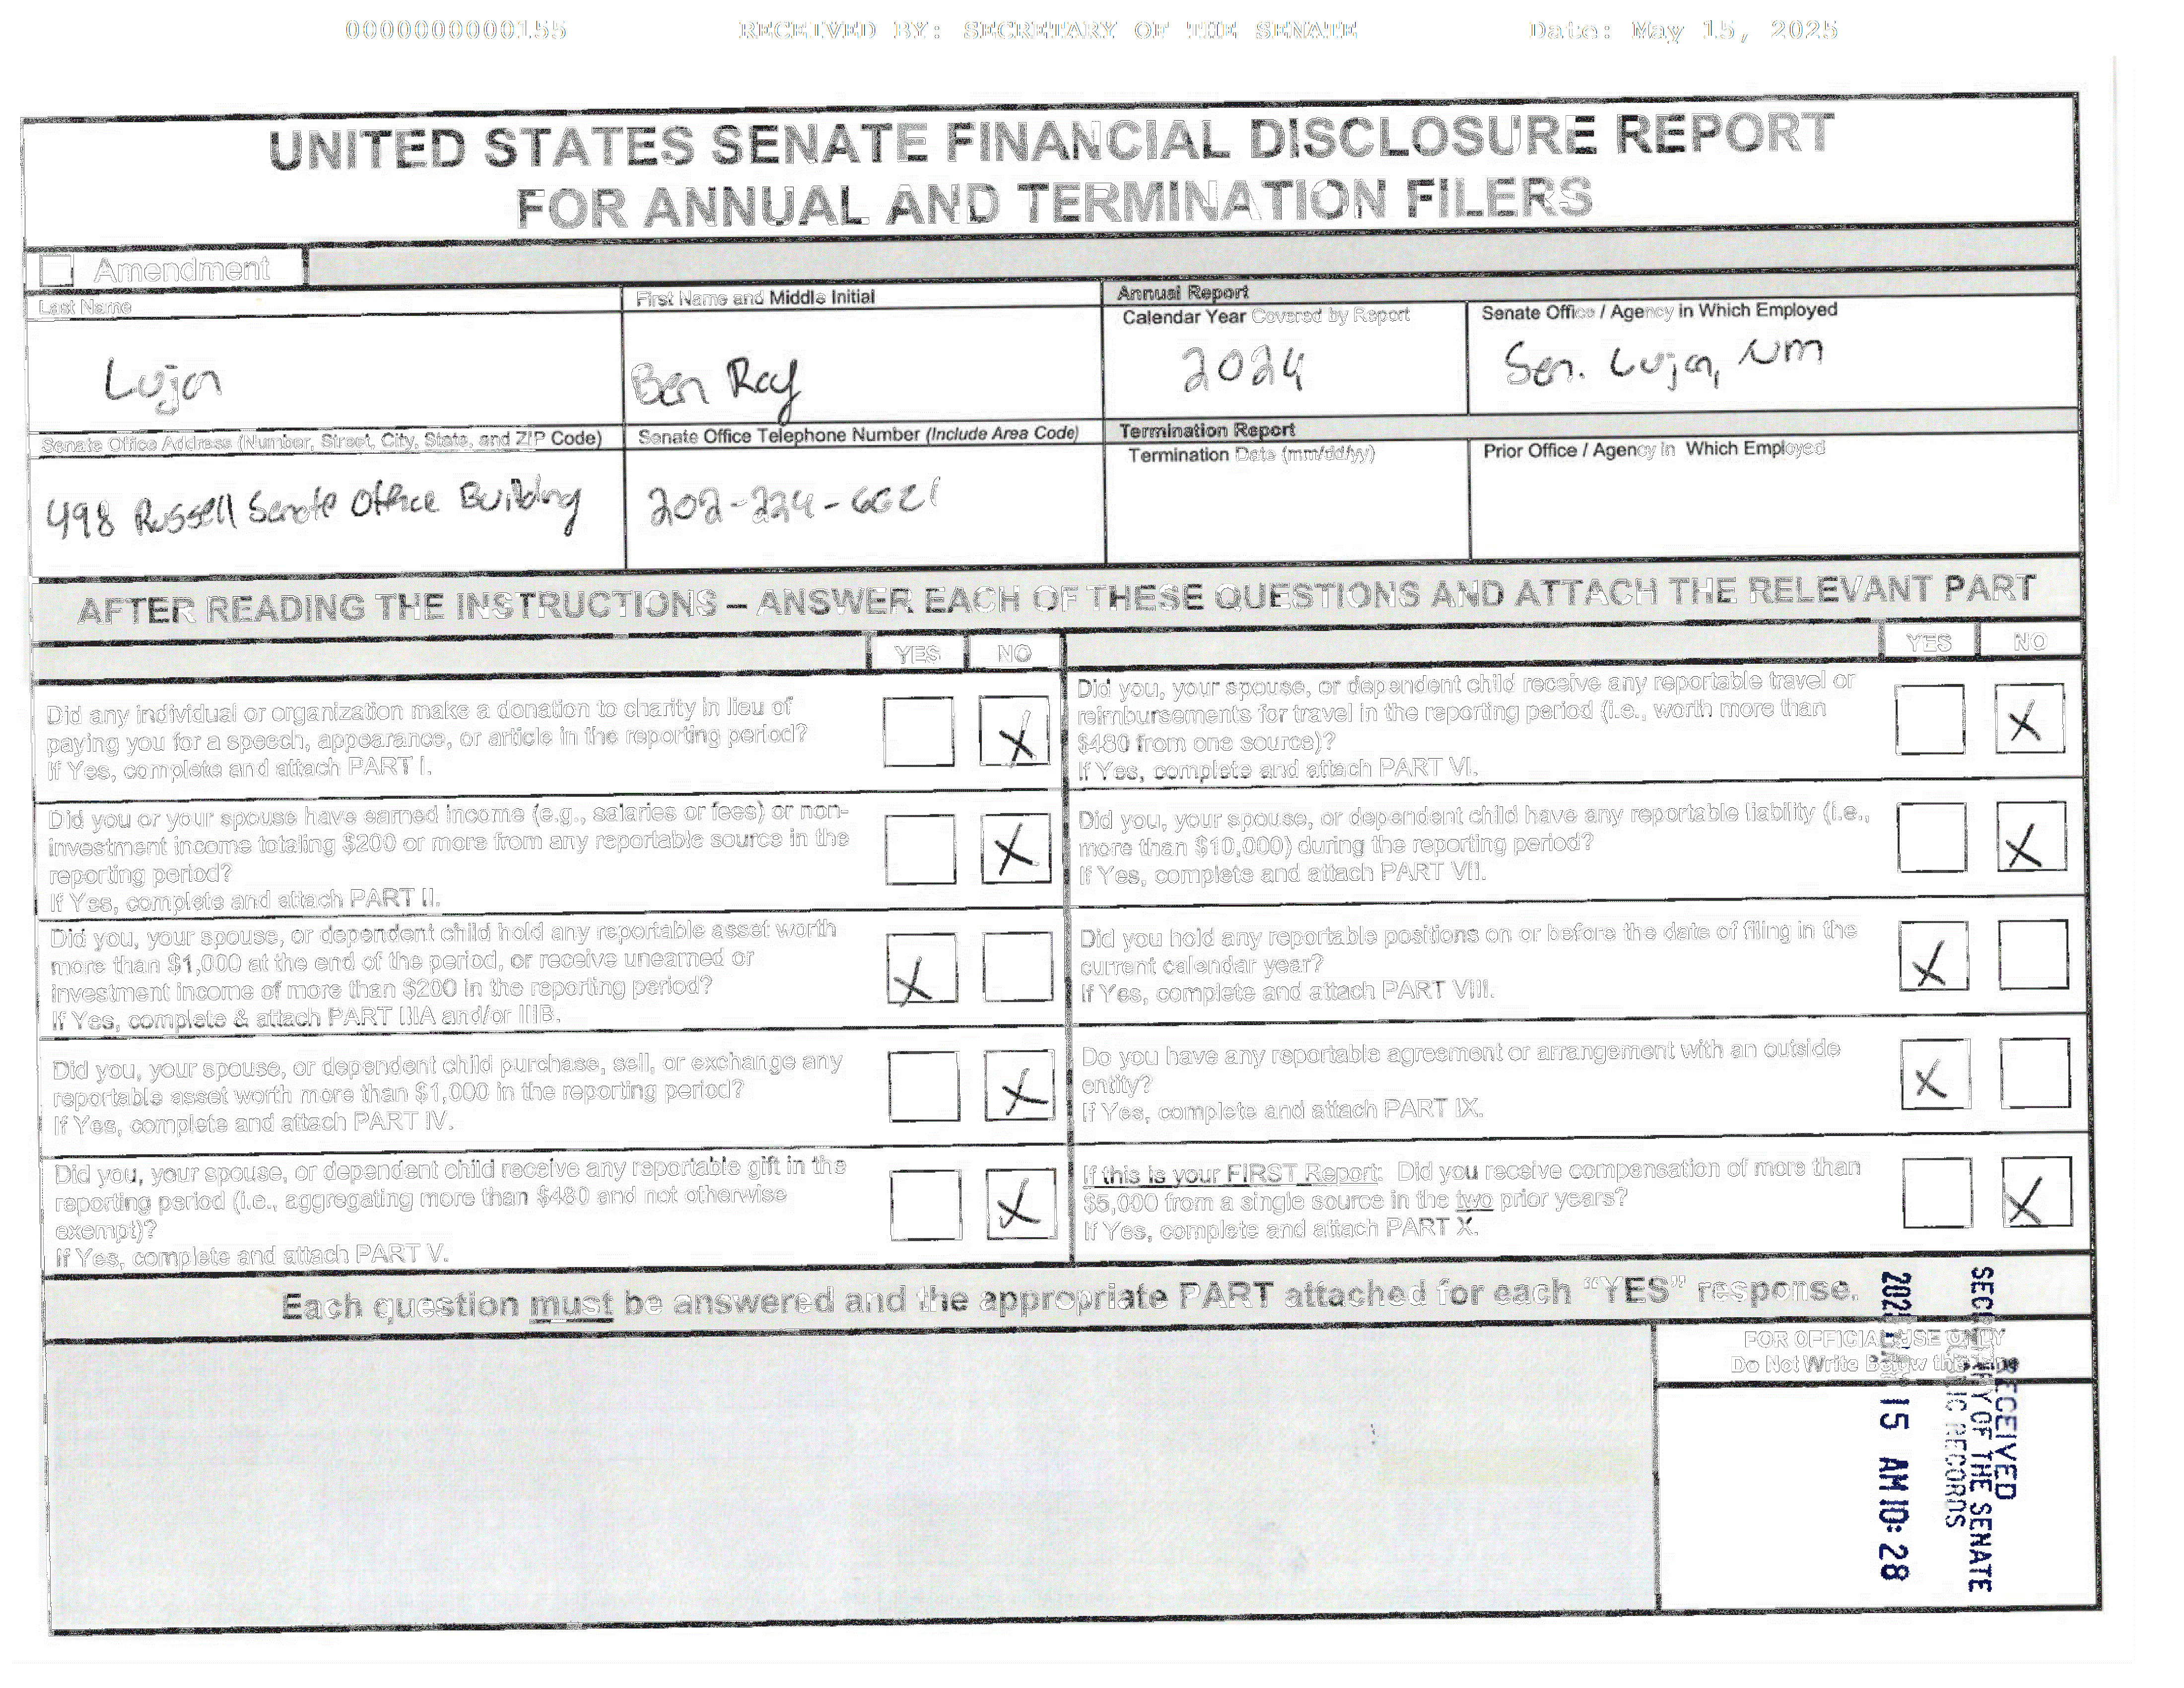 0000000000155 RECEIVED BY: SECRETARY OF THE SENATE Date: May 15, 2025
UNITED STATES SENATE FINANCIAL DISCLOSURE REPORT
FOR ANNUAL AND TERMINATION FILERS
Amendment
Last Name
First Name and Middle Initial
Annual Report
Calendar Year Covered by Report
Senate Office / Agency in Which Employed
Lujan
Ben Ray
2024
Sen. Lujan, NM
Senate Office Address (Number, Street, City, State, and ZIP Code)
Senate Office Telephone Number (Include Area Code)
Termination Report
Termination Date (mm/dd/yy)
Prior Office / Agency in Which Employed
498 Russell Senate Office Building
202-224-6621
AFTER READING THE INSTRUCTIONS – ANSWER EACH OF THESE QUESTIONS AND ATTACH THE RELEVANT PART
YES NO
Did any individual or organization make a donation to charity in lieu of
paying you for a speech, appearance, or article in the reporting period?
If Yes, complete and attach PART I.
X
Did you or your spouse have earned income (e.g., salaries or fees) or non-
investment income totaling $200 or more from any reportable source in the
reporting period?
If Yes, complete and attach PART II.
X
Did you, your spouse, or dependent child hold any reportable asset worth
more than $1,000 at the end of the period, or receive unearned or
investment income of more than $200 in the reporting period?
If Yes, complete & attach PART IIIA and/or IIIB.
X
Did you, your spouse, or dependent child purchase, sell, or exchange any
reportable asset worth more than $1,000 in the reporting period?
If Yes, complete and attach PART IV.
X
Did you, your spouse, or dependent child receive any reportable gift in the
reporting period (i.e., aggregating more than $480 and not otherwise
exempt)?
If Yes, complete and attach PART V.
X
YES NO
Did you, your spouse, or dependent child receive any reportable travel or
reimbursements for travel in the reporting period (i.e., worth more than
$480 from one source)?
If Yes, complete and attach PART VI.
X
Did you, your spouse, or dependent child have any reportable liability (i.e.,
more than $10,000) during the reporting period?
If Yes, complete and attach PART VII.
X
Did you hold any reportable positions on or before the date of filing in the
current calendar year?
If Yes, complete and attach PART VIII.
X
Do you have any reportable agreement or arrangement with an outside
entity?
If Yes, complete and attach PART IX.
X
If this is your FIRST Report: Did you receive compensation of more than
$5,000 from a single source in the two prior years?
If Yes, complete and attach PART X.
X
Each question must be answered and the appropriate PART attached for each “YES” response.
FOR OFFICIAL USE ONLY
Do Not Write Below this
RECEIVED
SECRETARY OF THE SENATE
RECORDS
15 AM 10: 28